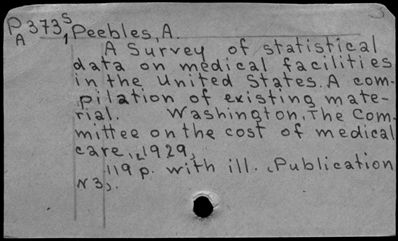 PA373S1 Peebles, A.
A Survey of statistical
data on medical facilities
in the United States. A com-
pilation of existing mate-
rial. Washington, The Com-
mittee on the cost of medical
care, 1929.
119 p. with ill. (Publication
N3).